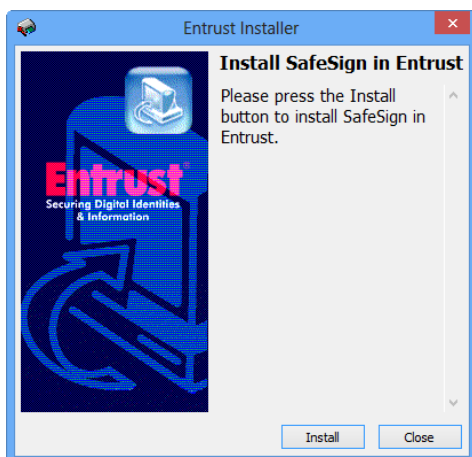 Entrust Installer
Install SafeSign in Entrust
Please press the Install
button to install SafeSign in
Entrust.
Entrust®
Securing Digital Identities
& Information
Install
Close